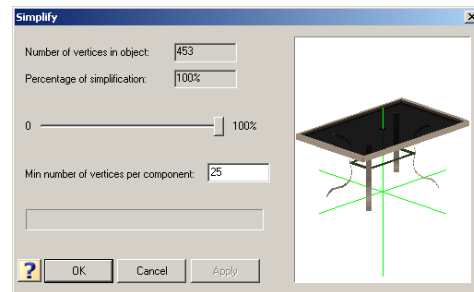 Simplify
Number of vertices in object: 453
Percentage of simplification: 100%
0 100%
Min number of vertices per component: 25
? OK Cancel Apply